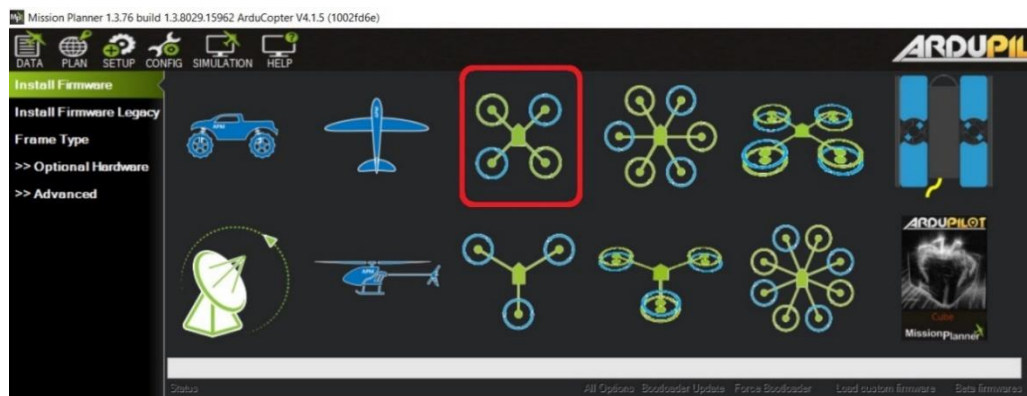 Mission Planner 1.3.76 build 1.3.8029.15962 ArduCopter V4.1.5 (1002fd6e)
DATA PLAN SETUP CONFIG SIMULATION HELP
ARDUPIL
Install Firmware
Install Firmware Legacy
Frame Type
>> Optional Hardware
>> Advanced
APM
APM
ARDUPILOT
Cube
MissionPlanner
Status
All Options Bootloader Update Force Bootloader Load custom firmware Beta firmwares